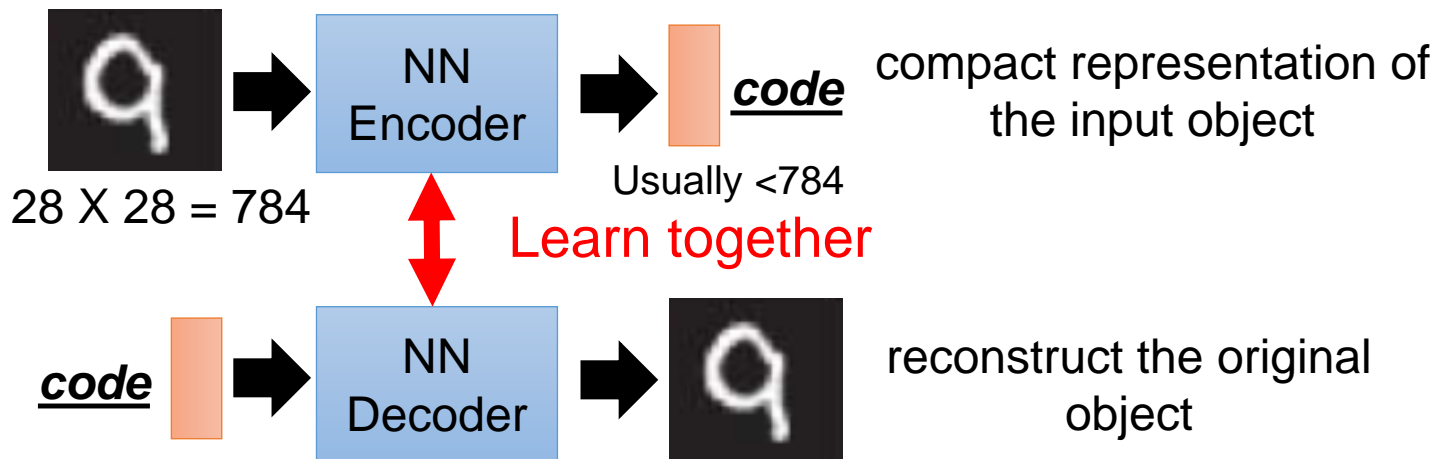 NN
Encoder
code
compact representation of
the input object
28 X 28 = 784
Usually <784
Learn together
code
NN
Decoder
reconstruct the original
object